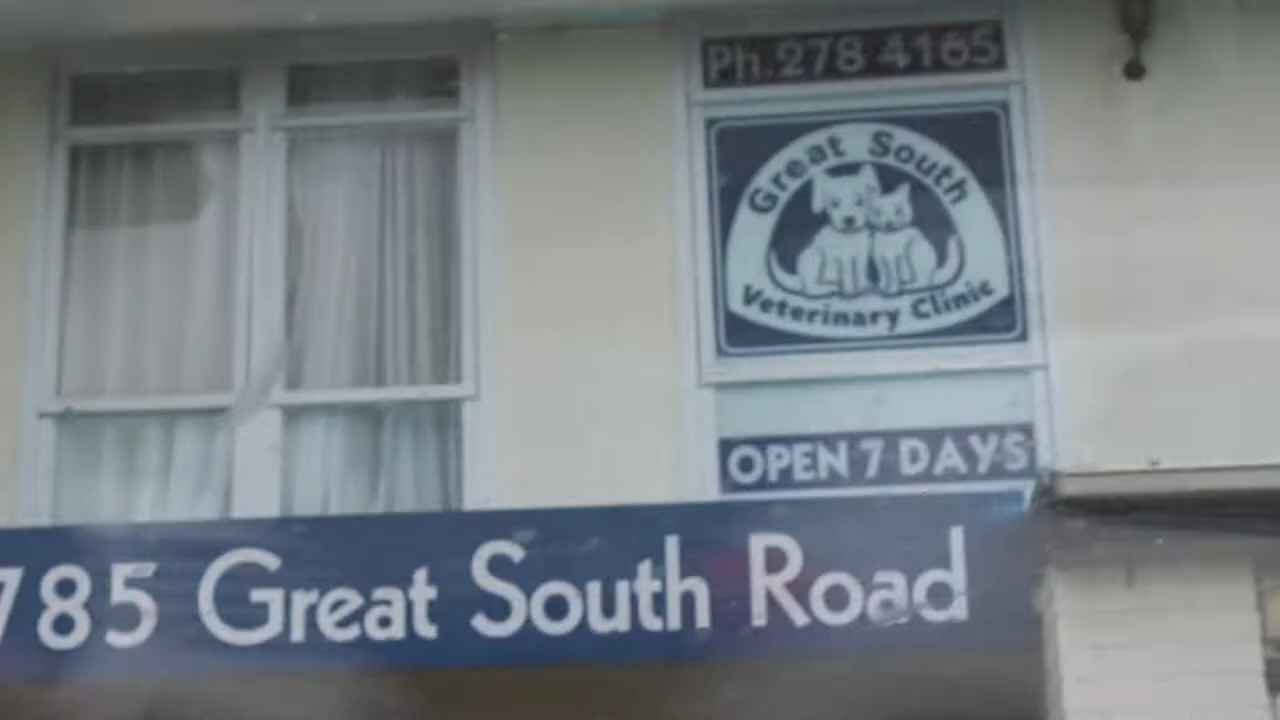 Ph.278 4165
Great South
Veterinary Clinic
OPEN 7 DAYS
785 Great South Road